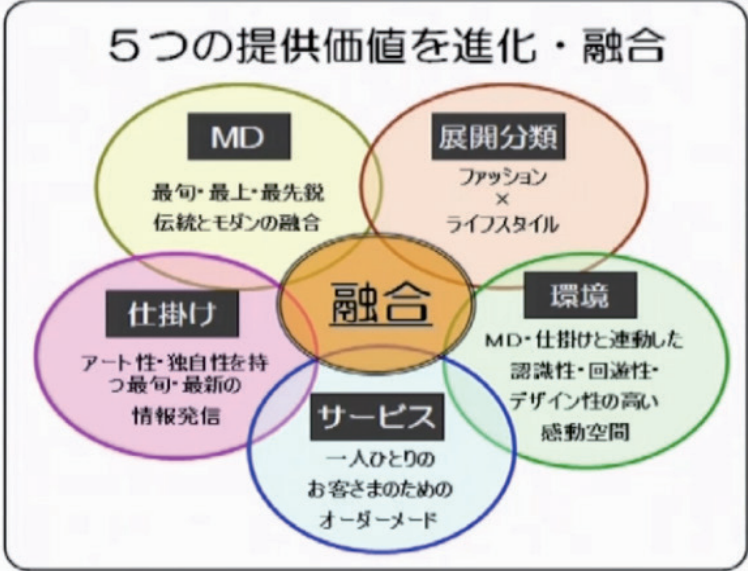 ５つの提供価値を進化・融合
MD
最旬・最上・最先鋭
伝統とモダンの融合
展開分類
ファッション
×
ライフスタイル
融合
仕掛け
アート性・独自性を持
つ最旬・最新の
情報発信
環境
MD・仕掛けと連動した
認識性・回遊性・
デザイン性の高い
感動空間
サービス
一人ひとりの
お客さまのための
オーダーメード